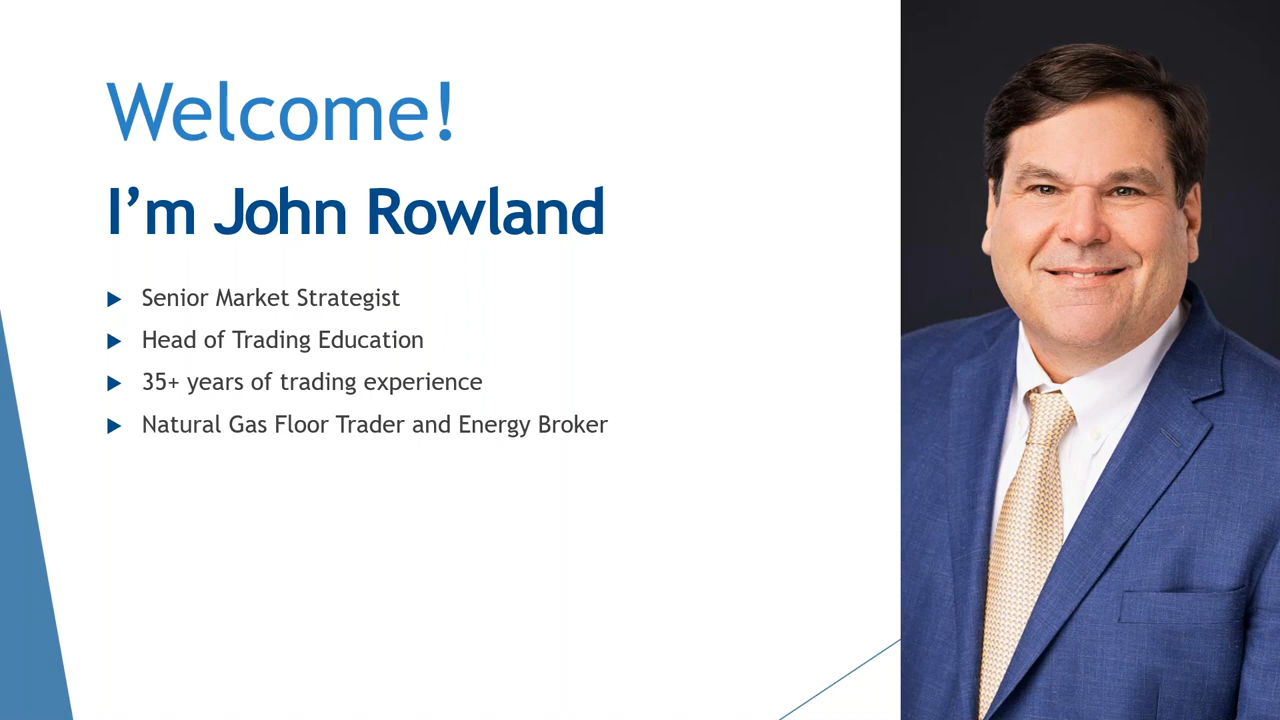 Welcome!
I’m John Rowland
Senior Market Strategist
Head of Trading Education
35+ years of trading experience
Natural Gas Floor Trader and Energy Broker